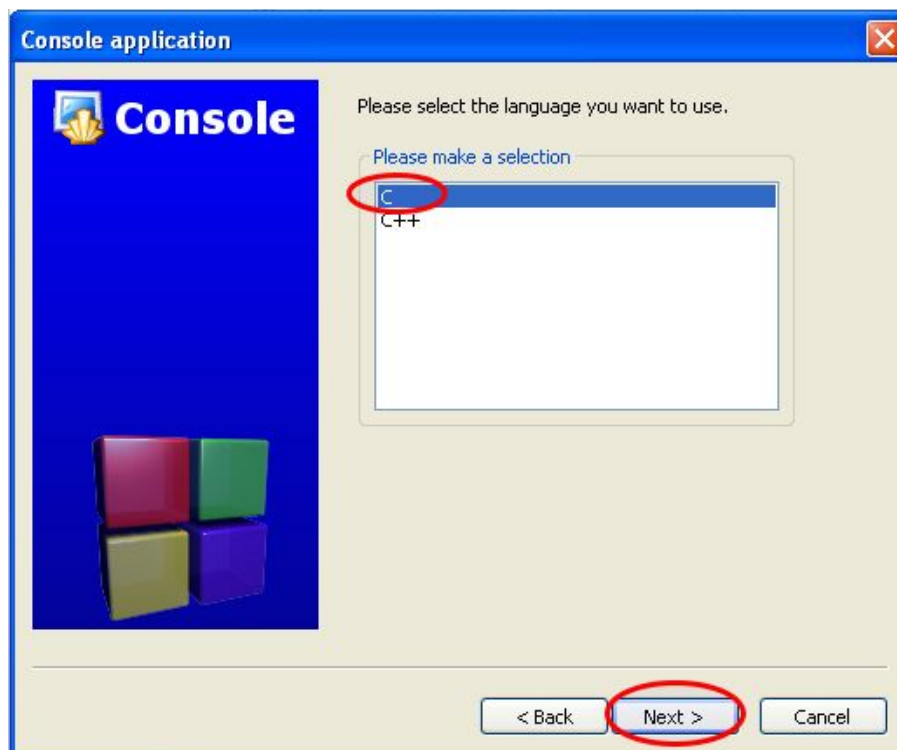 Console application
Console
Please select the language you want to use.
Please make a selection
C
C++
< Back
Next >
Cancel